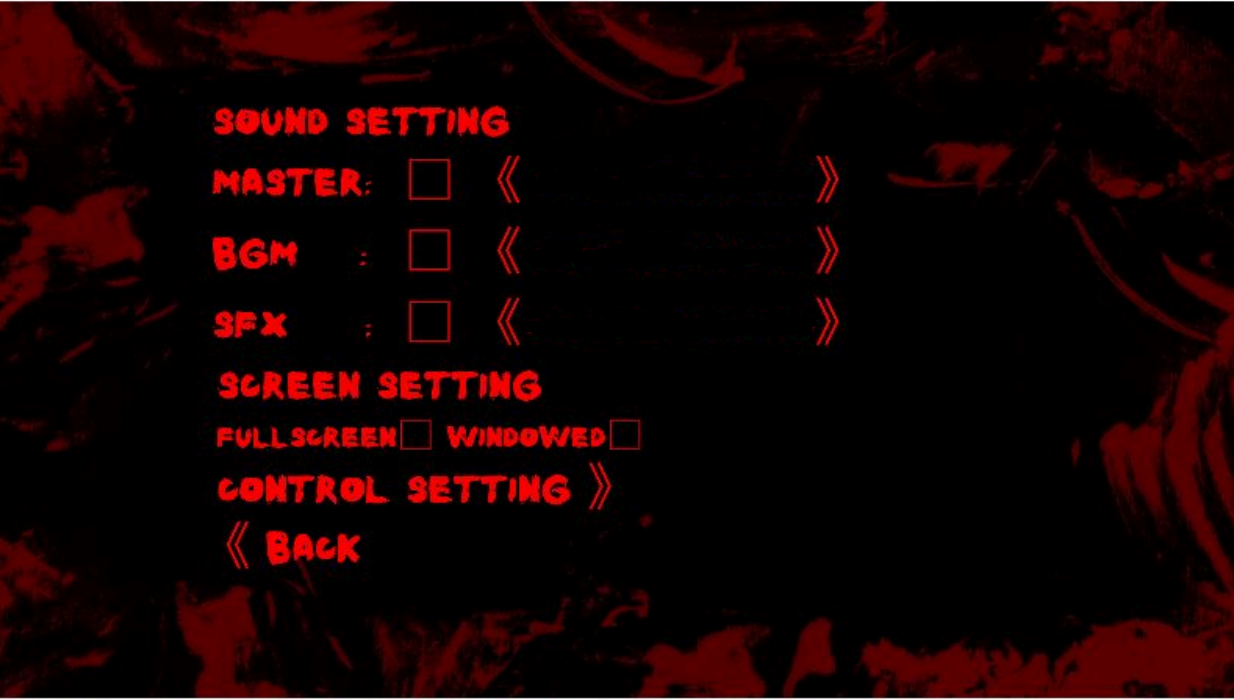 SOUND SETTING
MASTER: 《 》
BGM : 《 》
SFX : 《 》
SCREEN SETTING
FULLSCREEN WINDOWED
CONTROL SETTING 》
《 BACK